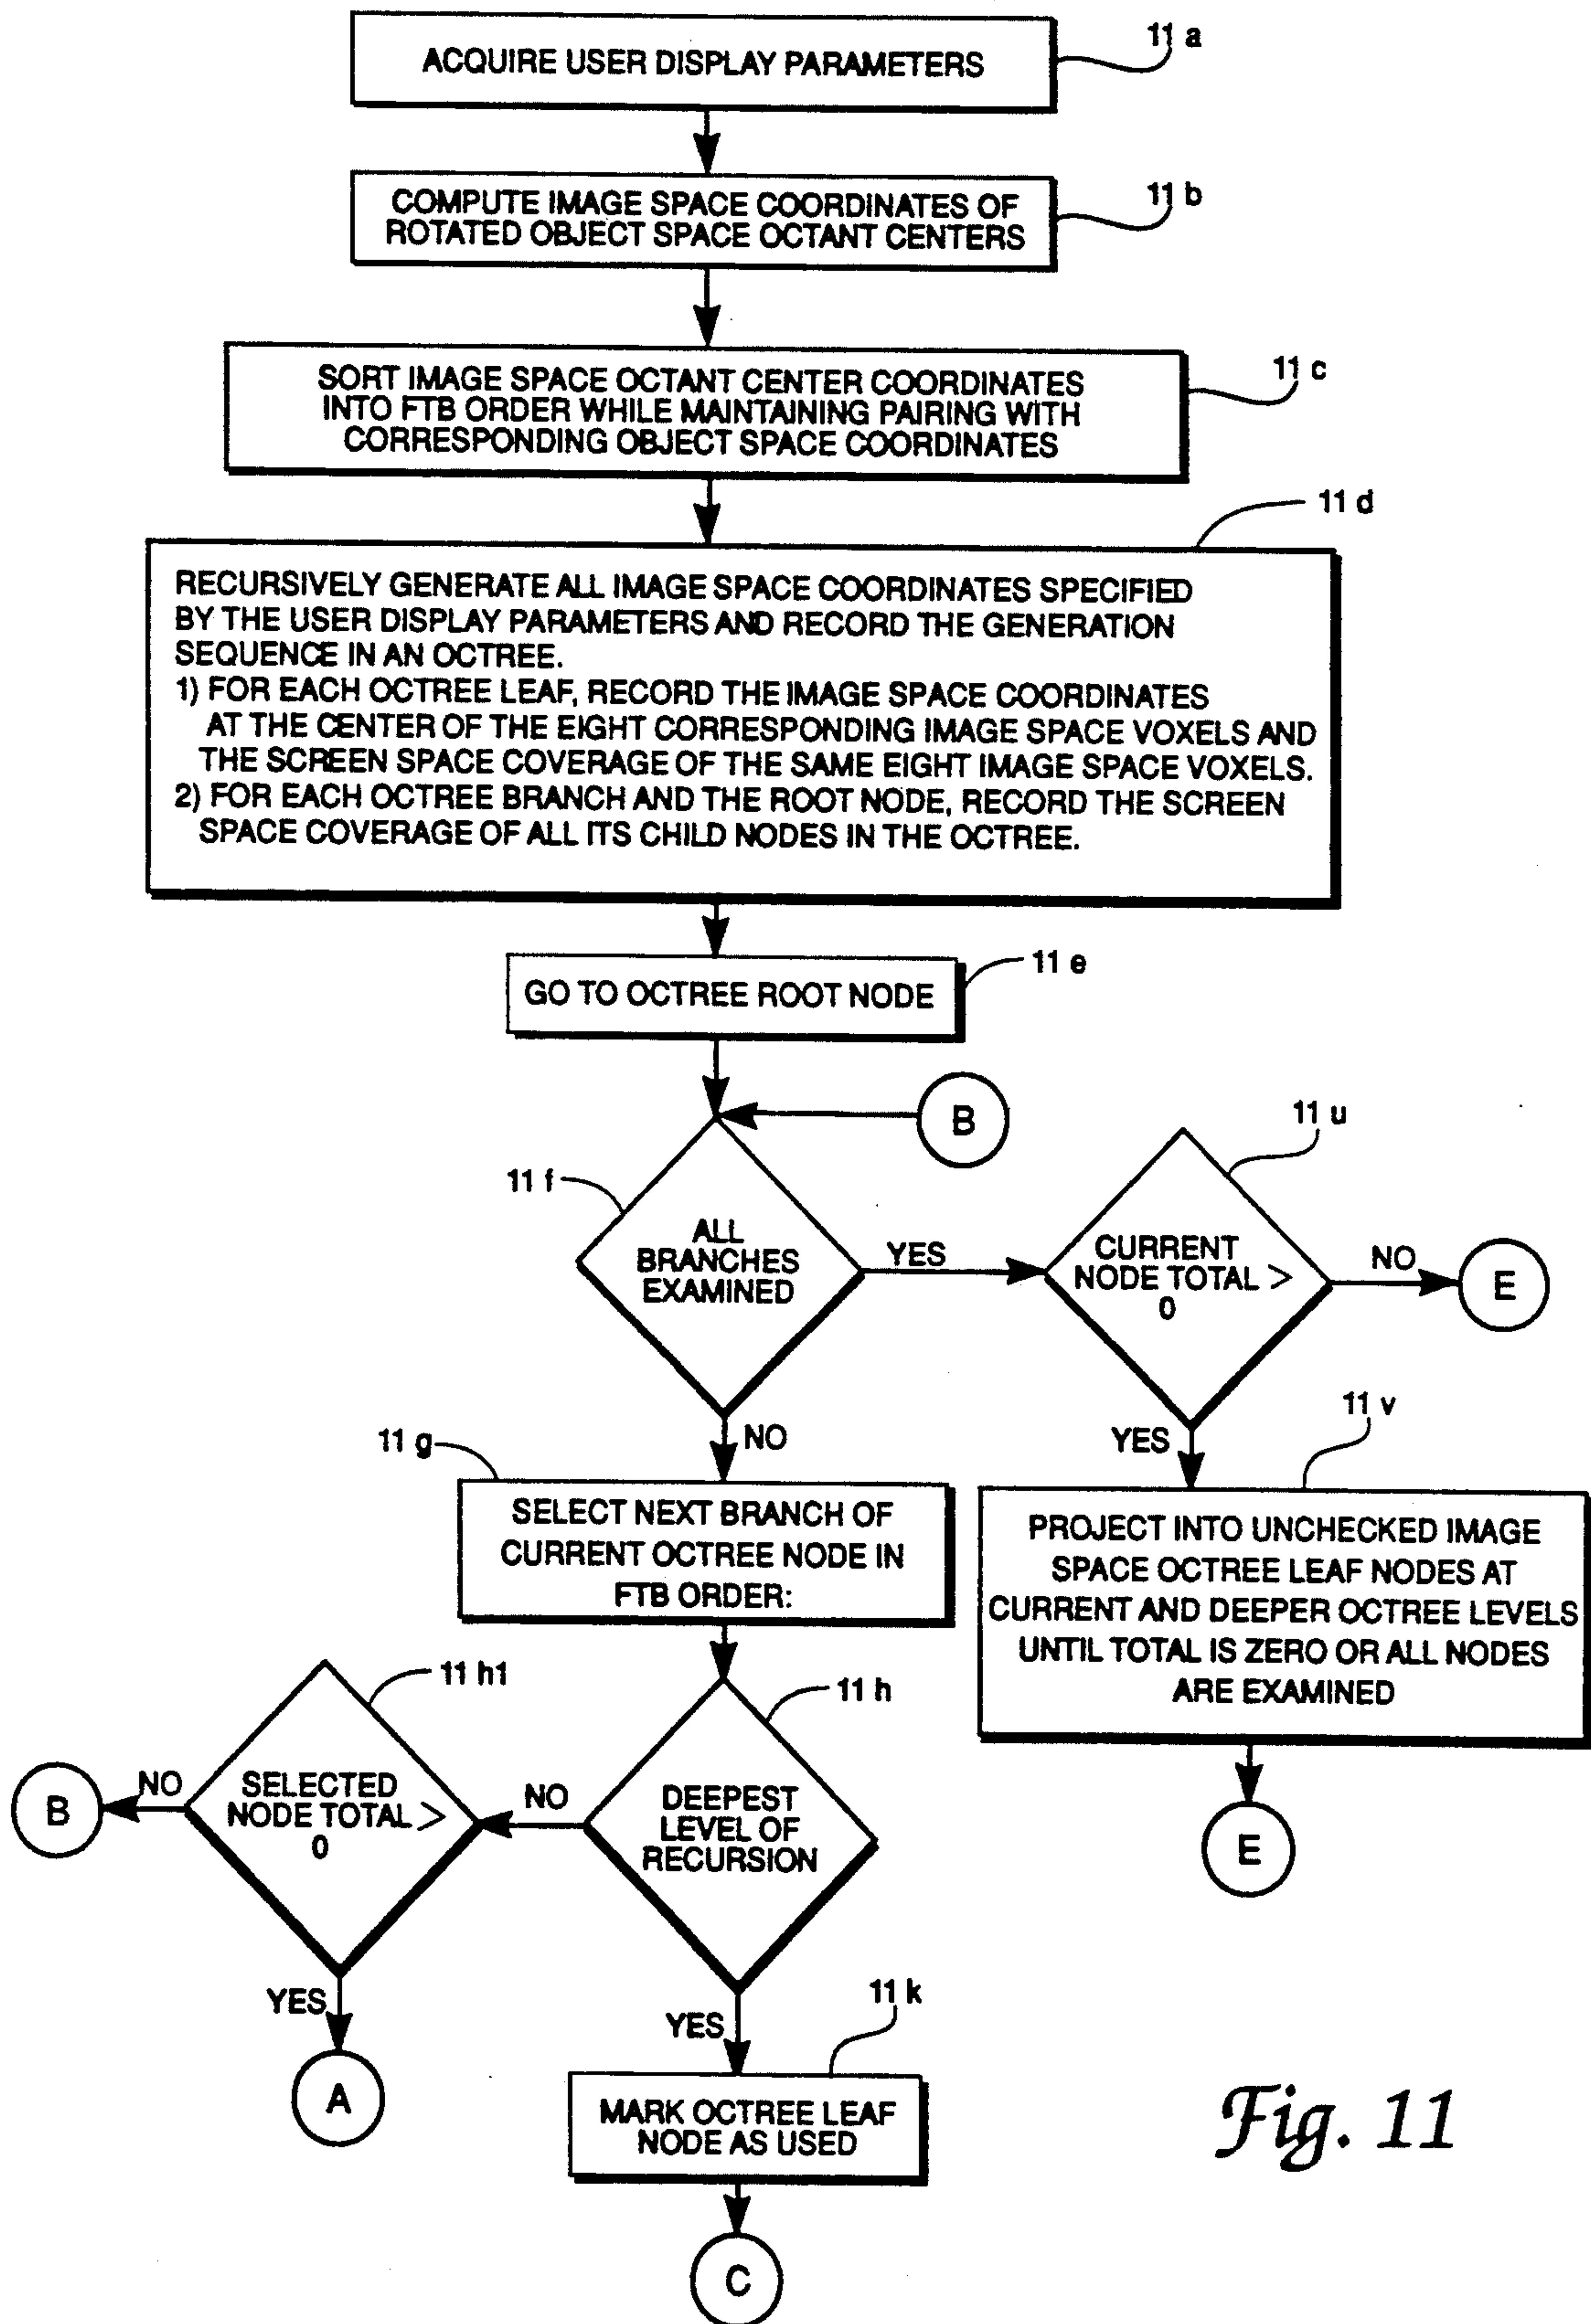 11 a
ACQUIRE USER DISPLAY PARAMETERS
11 b
COMPUTE IMAGE SPACE COORDINATES OF
ROTATED OBJECT SPACE OCTANT CENTERS
11 c
SORT IMAGE SPACE OCTANT CENTER COORDINATES
INTO FTB ORDER WHILE MAINTAINING PAIRING WITH
CORRESPONDING OBJECT SPACE COORDINATES
11 d
RECURSIVELY GENERATE ALL IMAGE SPACE COORDINATES SPECIFIED
BY THE USER DISPLAY PARAMETERS AND RECORD THE GENERATION
SEQUENCE IN AN OCTREE.
1) FOR EACH OCTREE LEAF, RECORD THE IMAGE SPACE COORDINATES
AT THE CENTER OF THE EIGHT CORRESPONDING IMAGE SPACE VOXELS AND
THE SCREEN SPACE COVERAGE OF THE SAME EIGHT IMAGE SPACE VOXELS.
2) FOR EACH OCTREE BRANCH AND THE ROOT NODE, RECORD THE SCREEN
SPACE COVERAGE OF ALL ITS CHILD NODES IN THE OCTREE.
11 e
GO TO OCTREE ROOT NODE
B
11 f
ALL
BRANCHES
EXAMINED
YES
NO
11 u
CURRENT
NODE TOTAL >
0
NO
E
YES
11 v
PROJECT INTO UNCHECKED IMAGE
SPACE OCTREE LEAF NODES AT
CURRENT AND DEEPER OCTREE LEVELS
UNTIL TOTAL IS ZERO OR ALL NODES
ARE EXAMINED
E
11 g
SELECT NEXT BRANCH OF
CURRENT OCTREE NODE IN
FTB ORDER:
11 h
DEEPEST
LEVEL OF
RECURSION
NO
11 h1
SELECTED
NODE TOTAL >
0
NO
B
YES
A
YES
11 k
MARK OCTREE LEAF
NODE AS USED
C
Fig. 11